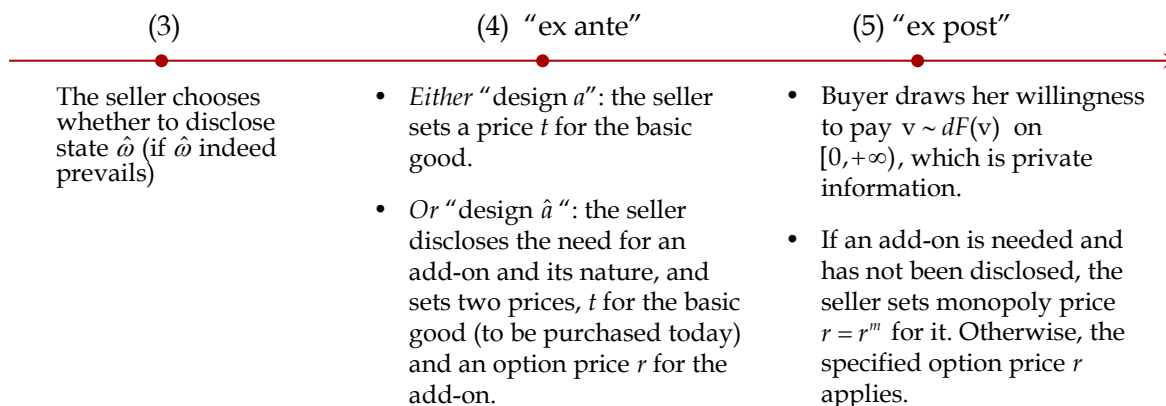 (3)
The seller chooses
whether to disclose
state ω̂ (if ω̂ indeed
prevails)
(4) “ex ante”
• Either “design a”: the seller
sets a price t for the basic
good.
• Or “design â “: the seller
discloses the need for an
add-on and its nature, and
sets two prices, t for the basic
good (to be purchased today)
and an option price r for the
add-on.
(5) “ex post”
• Buyer draws her willingness
to pay v ~ dF(v) on
[0,+∞), which is private
information.
• If an add-on is needed and
has not been disclosed, the
seller sets monopoly price
r = rᵐ for it. Otherwise, the
specified option price r
applies.